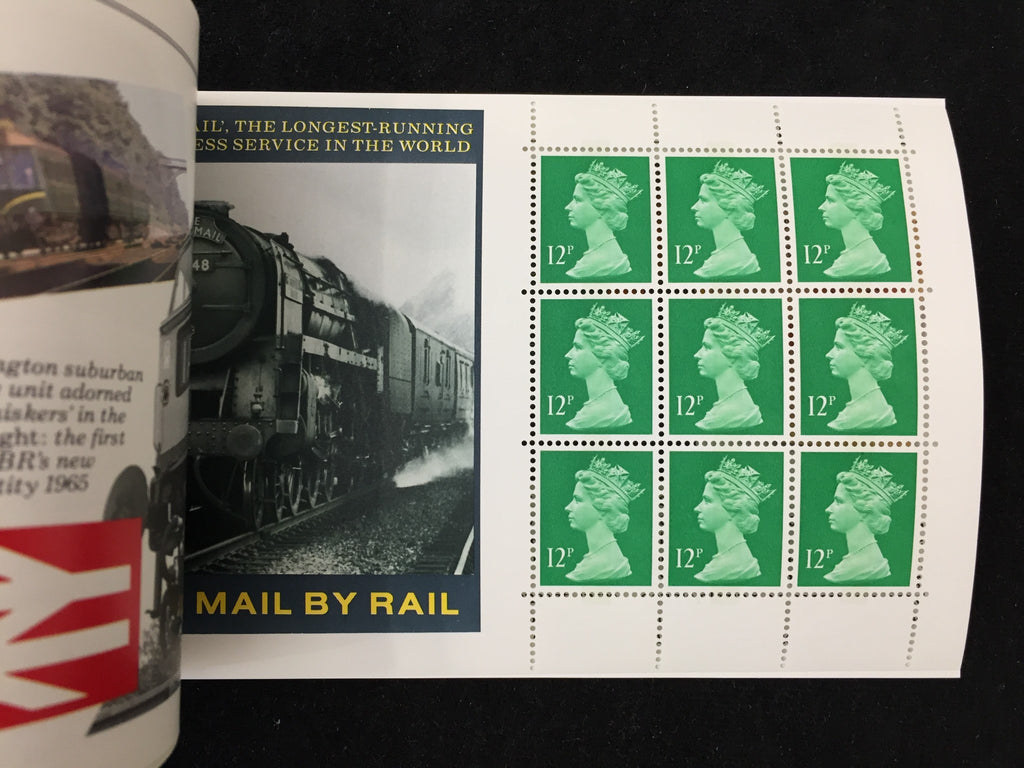 AIL', THE LONGEST-RUNNING
ESS SERVICE IN THE WORLD
E
MAIL
48
MAIL BY RAIL
ngton suburban
unit adorned
hiskers' in the
ght: the first
BR's new
tity 1965
12P
12P
12P
12P
12P
12P
12P
12P
12P